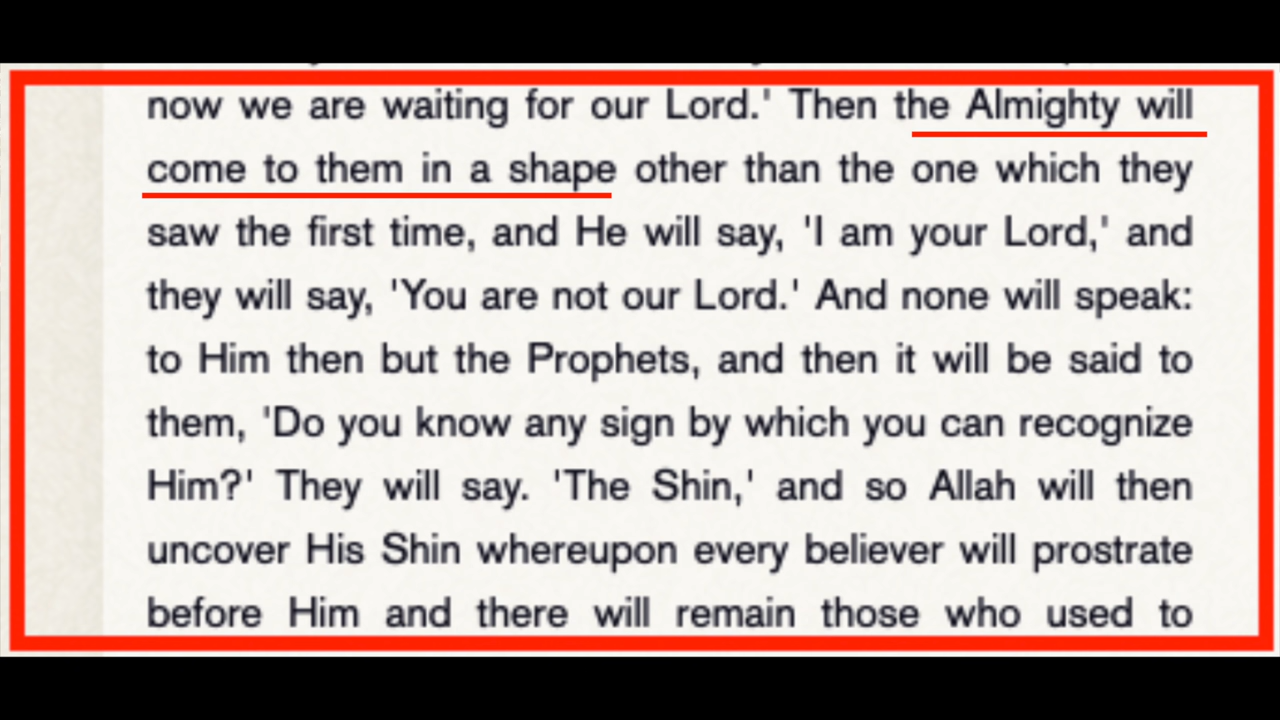 now we are waiting for our Lord.' Then the Almighty will
come to them in a shape other than the one which they
saw the first time, and He will say, 'I am your Lord,' and
they will say, 'You are not our Lord.' And none will speak:
to Him then but the Prophets, and then it will be said to
them, 'Do you know any sign by which you can recognize
Him?' They will say. 'The Shin,' and so Allah will then
uncover His Shin whereupon every believer will prostrate
before Him and there will remain those who used to